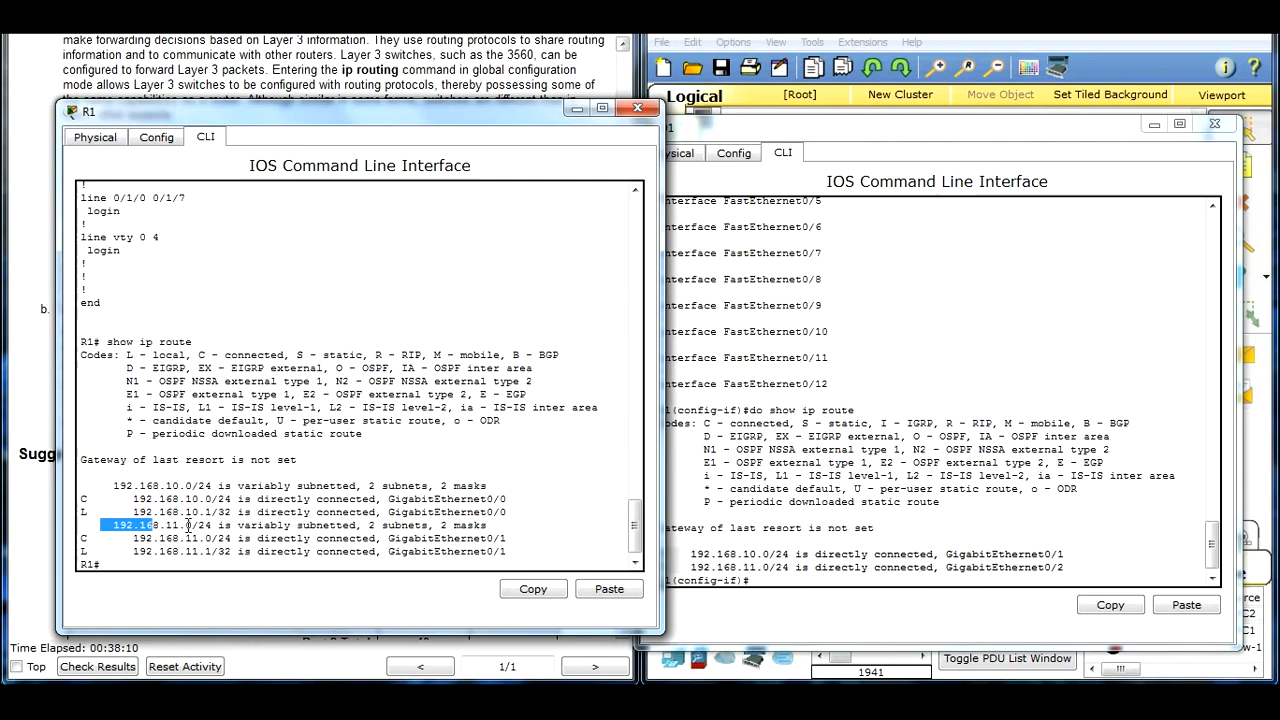 make forwarding decisions based on Layer 3 information. They use routing protocols to share routing
information and to communicate with other routers. Layer 3 switches, such as the 3560, can be
configured to forward Layer 3 packets. Entering the ip routing command in global configuration
mode allows Layer 3 switches to be configured with routing protocols, thereby possessing some of
b.
Sugg
R1
Physical Config CLI
IOS Command Line Interface
!
line 0/1/0 0/1/7
login
!
line vty 0 4
login
!
!
!
end
R1# show ip route
Codes: L - local, C - connected, S - static, R - RIP, M - mobile, B - BGP
D - EIGRP, EX - EIGRP external, O - OSPF, IA - OSPF inter area
N1 - OSPF NSSA external type 1, N2 - OSPF NSSA external type 2
E1 - OSPF external type 1, E2 - OSPF external type 2, E - EGP
i - IS-IS, L1 - IS-IS level-1, L2 - IS-IS level-2, ia - IS-IS inter area
* - candidate default, U - per-user static route, o - ODR
P - periodic downloaded static route
Gateway of last resort is not set
192.168.10.0/24 is variably subnetted, 2 subnets, 2 masks
C 192.168.10.0/24 is directly connected, GigabitEthernet0/0
L 192.168.10.1/32 is directly connected, GigabitEthernet0/0
192.168.11.0/24 is variably subnetted, 2 subnets, 2 masks
C 192.168.11.0/24 is directly connected, GigabitEthernet0/1
L 192.168.11.1/32 is directly connected, GigabitEthernet0/1
R1#
Copy Paste
Time Elapsed: 00:38:10
Top Check Results Reset Activity < 1/1 >
File Edit Options View Tools Extensions Help
Logical [Root] New Cluster Move Object Set Tiled Background Viewport
1
ysical Config CLI
IOS Command Line Interface
nterface FastEthernet0/5
nterface FastEthernet0/6
nterface FastEthernet0/7
nterface FastEthernet0/8
nterface FastEthernet0/9
nterface FastEthernet0/10
nterface FastEthernet0/11
nterface FastEthernet0/12
1(config-if)#do show ip route
odes: C - connected, S - static, I - IGRP, R - RIP, M - mobile, B - BGP
D - EIGRP, EX - EIGRP external, O - OSPF, IA - OSPF inter area
N1 - OSPF NSSA external type 1, N2 - OSPF NSSA external type 2
E1 - OSPF external type 1, E2 - OSPF external type 2, E - EGP
i - IS-IS, L1 - IS-IS level-1, L2 - IS-IS level-2, ia - IS-IS inter area
* - candidate default, U - per-user static route, o - ODR
P - periodic downloaded static route
ateway of last resort is not set
192.168.10.0/24 is directly connected, GigabitEthernet0/1
192.168.11.0/24 is directly connected, GigabitEthernet0/2
1(config-if)#
Copy Paste
rce
C2
C1
w-1
1941
Toggle PDU List Window